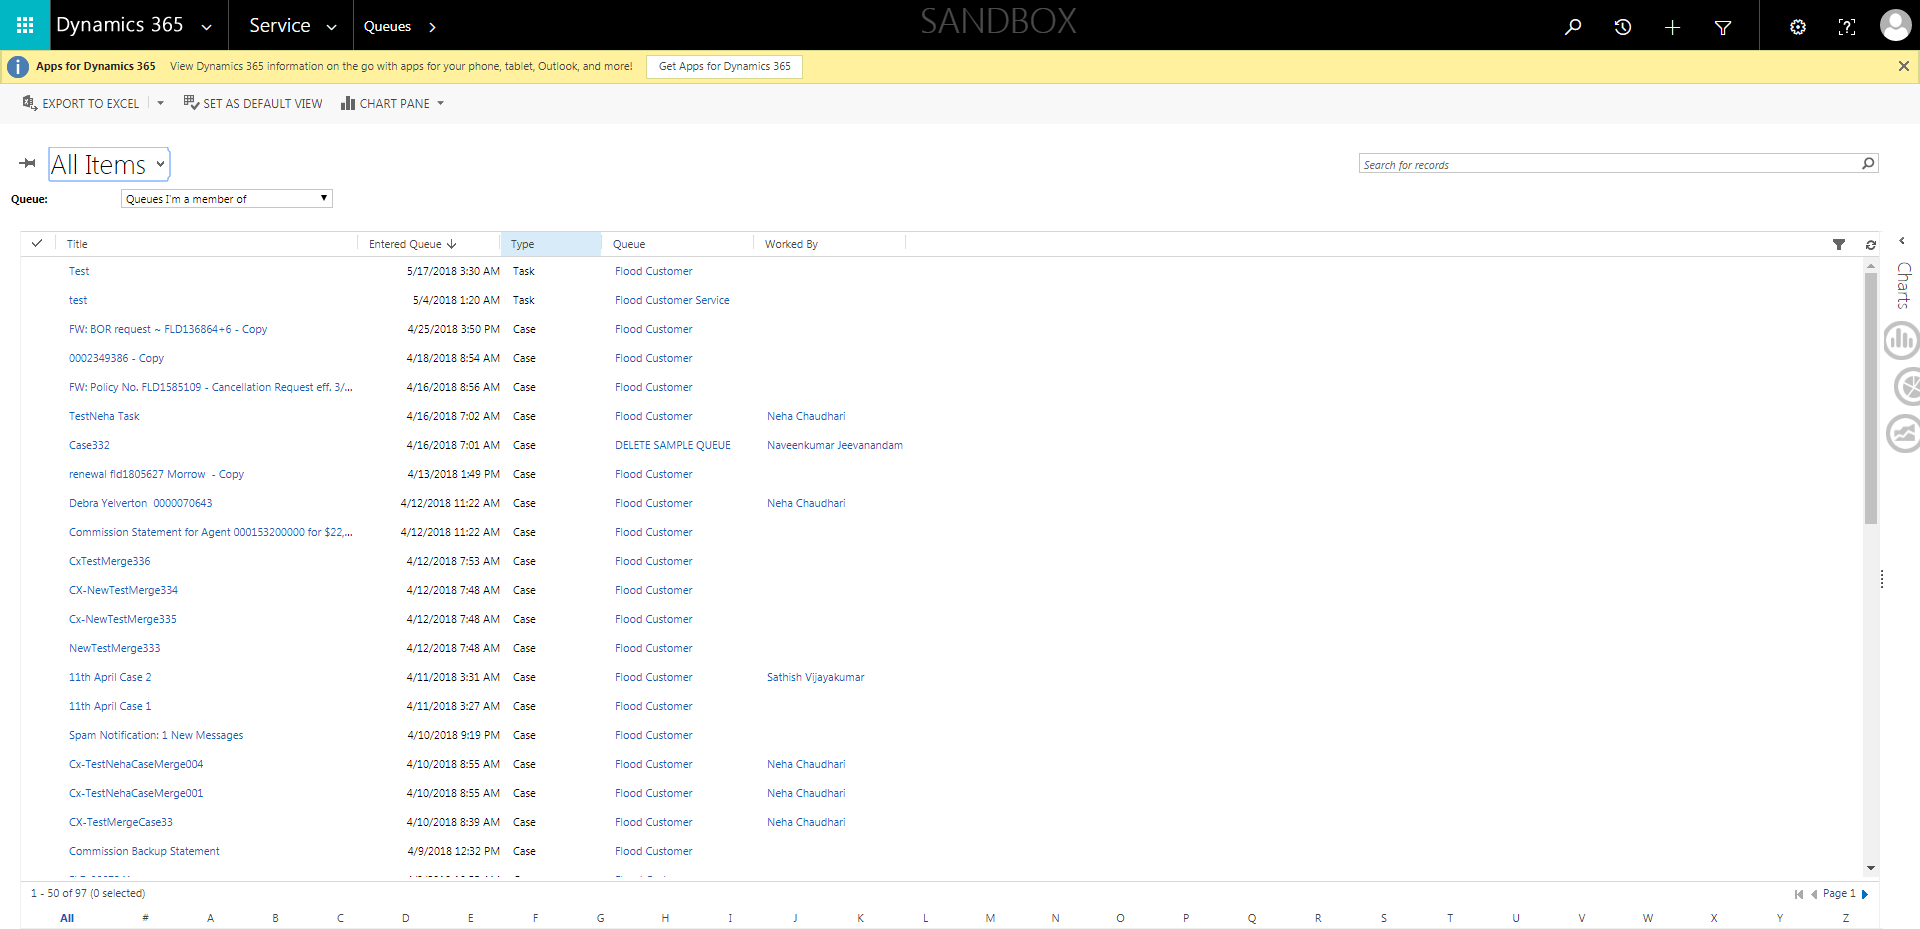 Dynamics 365 Service Queues SANDBOX
Apps for Dynamics 365 View Dynamics 365 information on the go with apps for your phone, tablet, Outlook, and more! Get Apps for Dynamics 365
EXPORT TO EXCEL SET AS DEFAULT VIEW CHART PANE
All Items
Search for records
Queue: Queues I'm a member of
Title Entered Queue Type Queue Worked By
Charts
Test 5/17/2018 3:30 AM Task Flood Customer
test 5/4/2018 1:20 AM Task Flood Customer Service
FW: BOR request ~ FLD136864+6 - Copy 4/25/2018 3:50 PM Case Flood Customer
0002349386 - Copy 4/18/2018 8:54 AM Case Flood Customer
FW: Policy No. FLD1585109 - Cancellation Request eff. 3/... 4/16/2018 8:56 AM Case Flood Customer
TestNeha Task 4/16/2018 7:02 AM Case Flood Customer Neha Chaudhari
Case332 4/16/2018 7:01 AM Case DELETE SAMPLE QUEUE Naveenkumar Jeevanandam
renewal fld1805627 Morrow - Copy 4/13/2018 1:49 PM Case Flood Customer
Debra Yelverton 0000070643 4/12/2018 11:22 AM Case Flood Customer Neha Chaudhari
Commission Statement for Agent 000153200000 for $22,... 4/12/2018 11:22 AM Case Flood Customer
CxTestMerge336 4/12/2018 7:53 AM Case Flood Customer
CX-NewTestMerge334 4/12/2018 7:48 AM Case Flood Customer
Cx-NewTestMerge335 4/12/2018 7:48 AM Case Flood Customer
NewTestMerge333 4/12/2018 7:48 AM Case Flood Customer
11th April Case 2 4/11/2018 3:31 AM Case Flood Customer Sathish Vijayakumar
11th April Case 1 4/11/2018 3:27 AM Case Flood Customer
Spam Notification: 1 New Messages 4/10/2018 9:19 PM Case Flood Customer
Cx-TestNehaCaseMerge004 4/10/2018 8:55 AM Case Flood Customer Neha Chaudhari
Cx-TestNehaCaseMerge001 4/10/2018 8:55 AM Case Flood Customer Neha Chaudhari
CX-TestMergeCase33 4/10/2018 8:39 AM Case Flood Customer Neha Chaudhari
Commission Backup Statement 4/9/2018 12:32 PM Case Flood Customer
1 - 50 of 97 (0 selected) Page 1
All # A B C D E F G H I J K L M N O P Q R S T U V W X Y Z